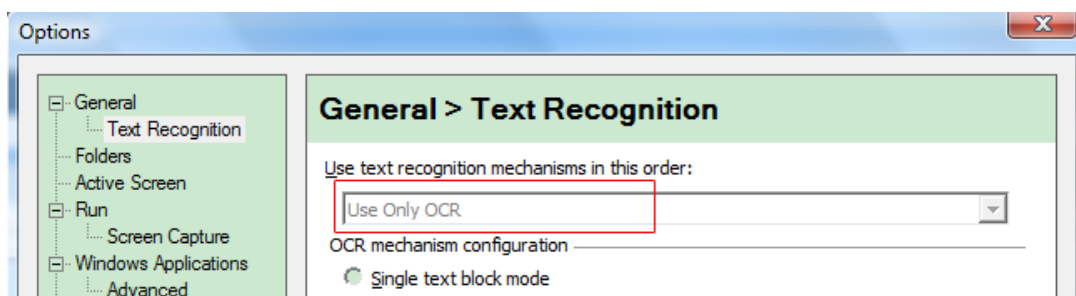 Options
General
Text Recognition
Folders
Active Screen
Run
Screen Capture
Windows Applications
Advanced
General > Text Recognition
Use text recognition mechanisms in this order:
Use Only OCR
OCR mechanism configuration
Single text block mode